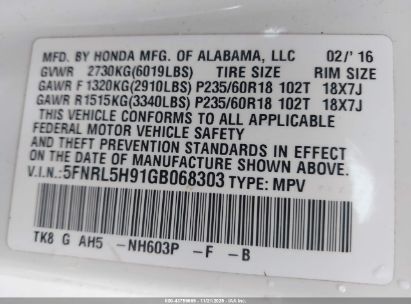 MFD. BY HONDA MFG. OF ALABAMA, LLC 02/ '16
GVWR 2730KG(6019LBS) TIRE SIZE RIM SIZE
GAWR F 1320KG(2910LBS) P235/60R18 102T 18X7J
GAWR R1515KG(3340LBS) P235/60R18 102T 18X7J
THIS VEHICLE CONFORMS TO ALL APPLICABLE
FEDERAL MOTOR VEHICLE SAFETY, BUMPER,
AND THEFT PREVENTION STANDARDS IN EFFECT
ON THE DATE OF MANUFACTURE SHOWN ABOVE.
V.I.N.:5FNRL5H91GB068303 TYPE: MPV
TK8 G AH5 -NH603P -F -B